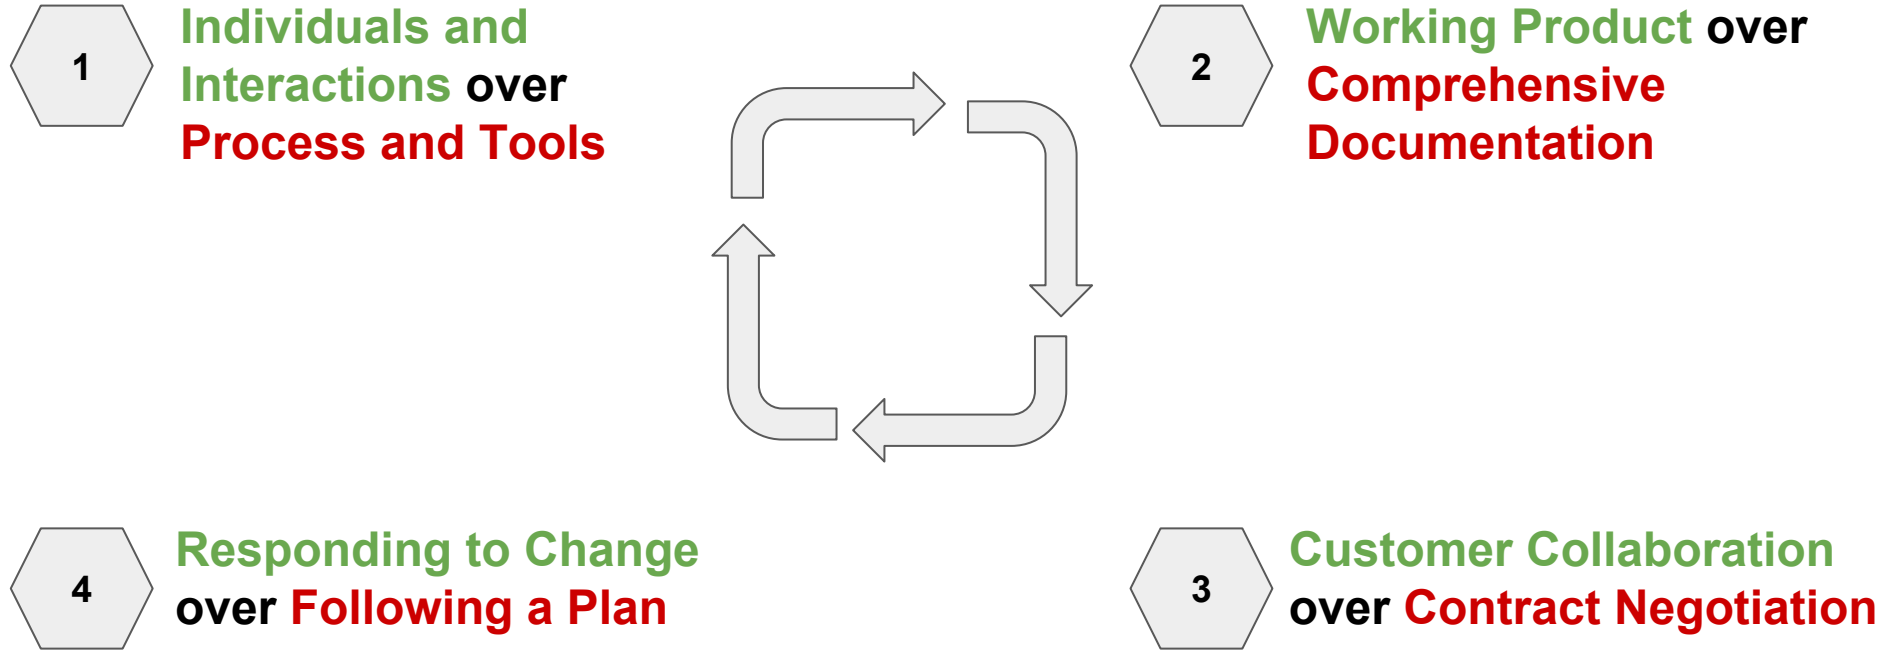 1
Individuals and
Interactions over
Process and Tools
2
Working Product over
Comprehensive
Documentation
4
Responding to Change
over Following a Plan
3
Customer Collaboration
over Contract Negotiation